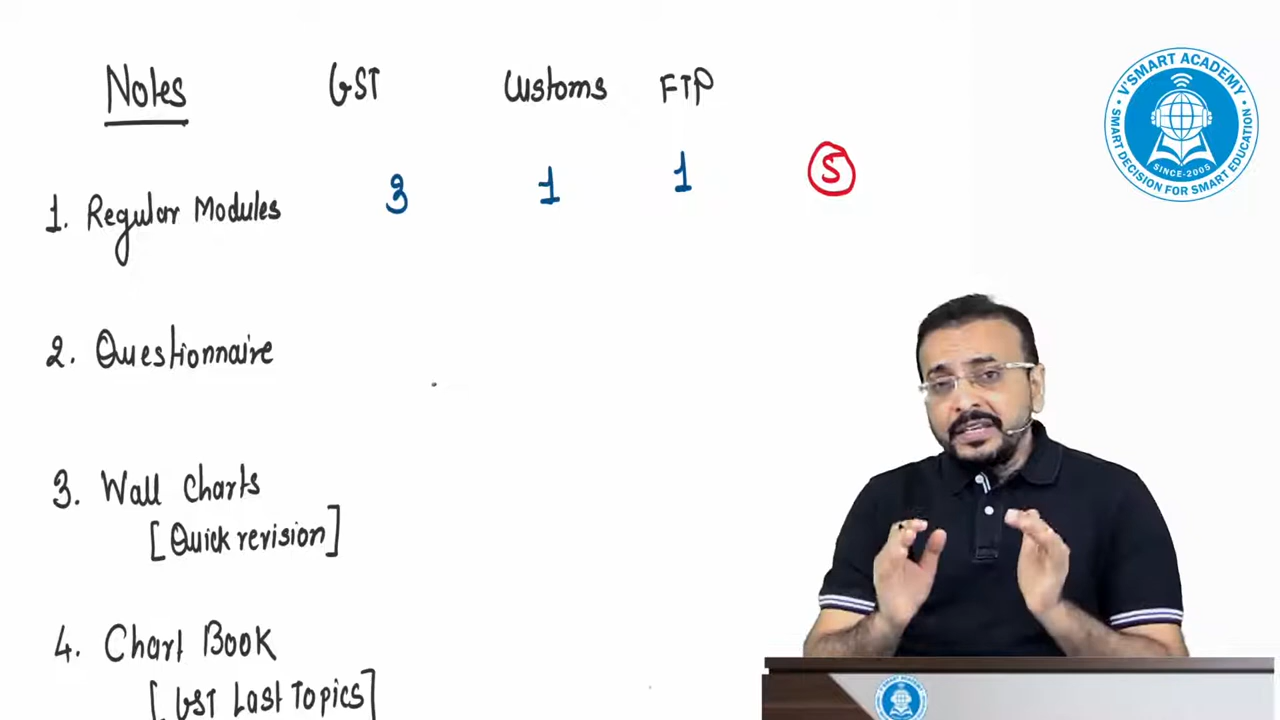 Notes GST Customs FTP
1. Regular Modules 3 1 1 5
2. Questionnaire
3. Wall Charts
[Quick revision]
4. Chart Book
[GST Last Topics]
V'SMART ACADEMY
SINCE-2005
SMART DECISION FOR SMART EDUCATION